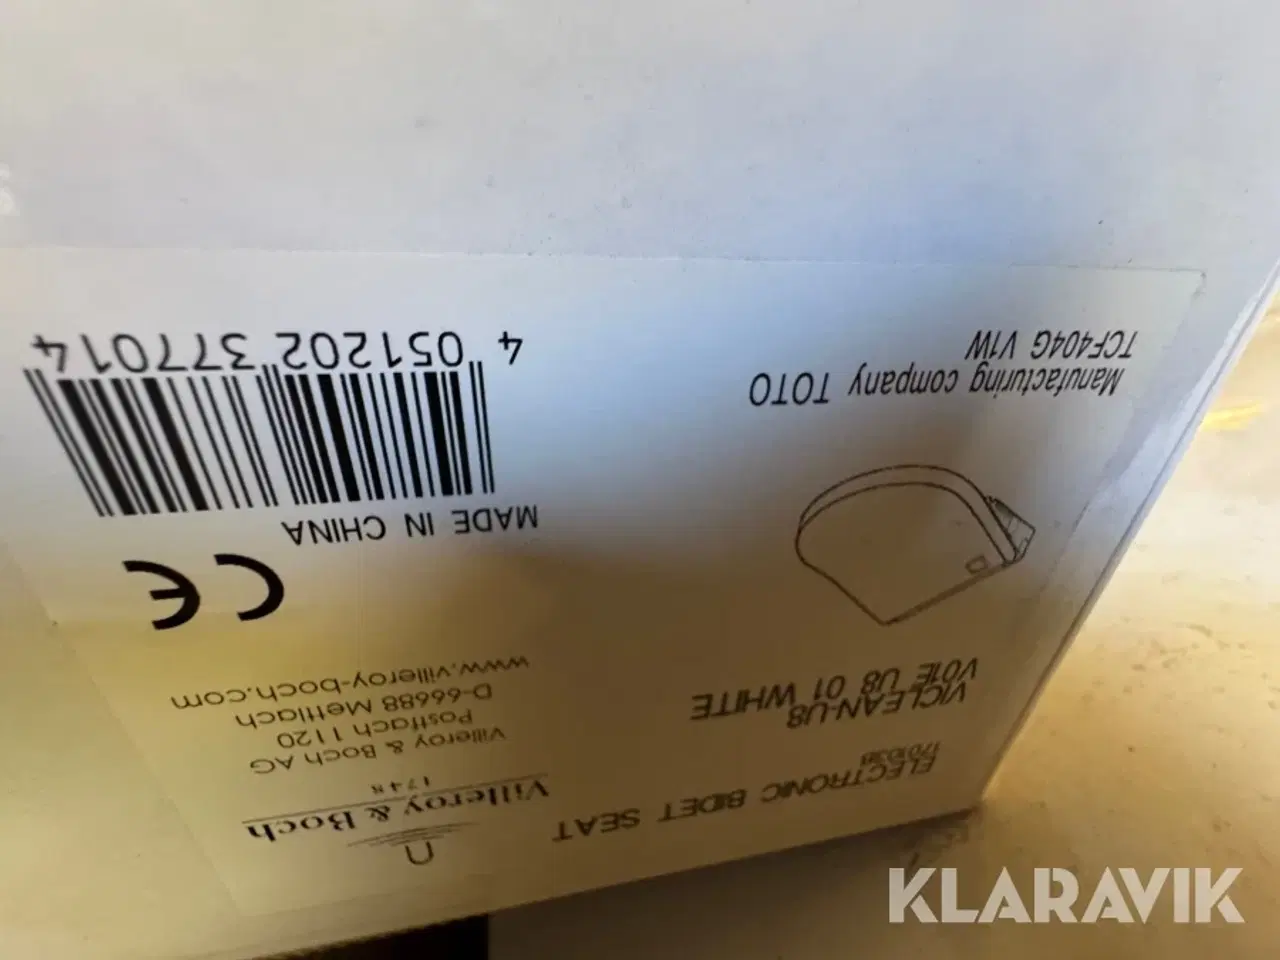 ELECTRONIC BIDET SEAT
VICLEAN-U8
V01E U8 01 WHITE
Manufacturing company TOTO
TCF404G V1W
Villeroy & Boch
1748
Villeroy & Boch AG
Postfach 1120
D-66688 Mettlach
www.villeroy-boch.com
CE
MADE IN CHINA
4 051202 377014
KLARAVIK